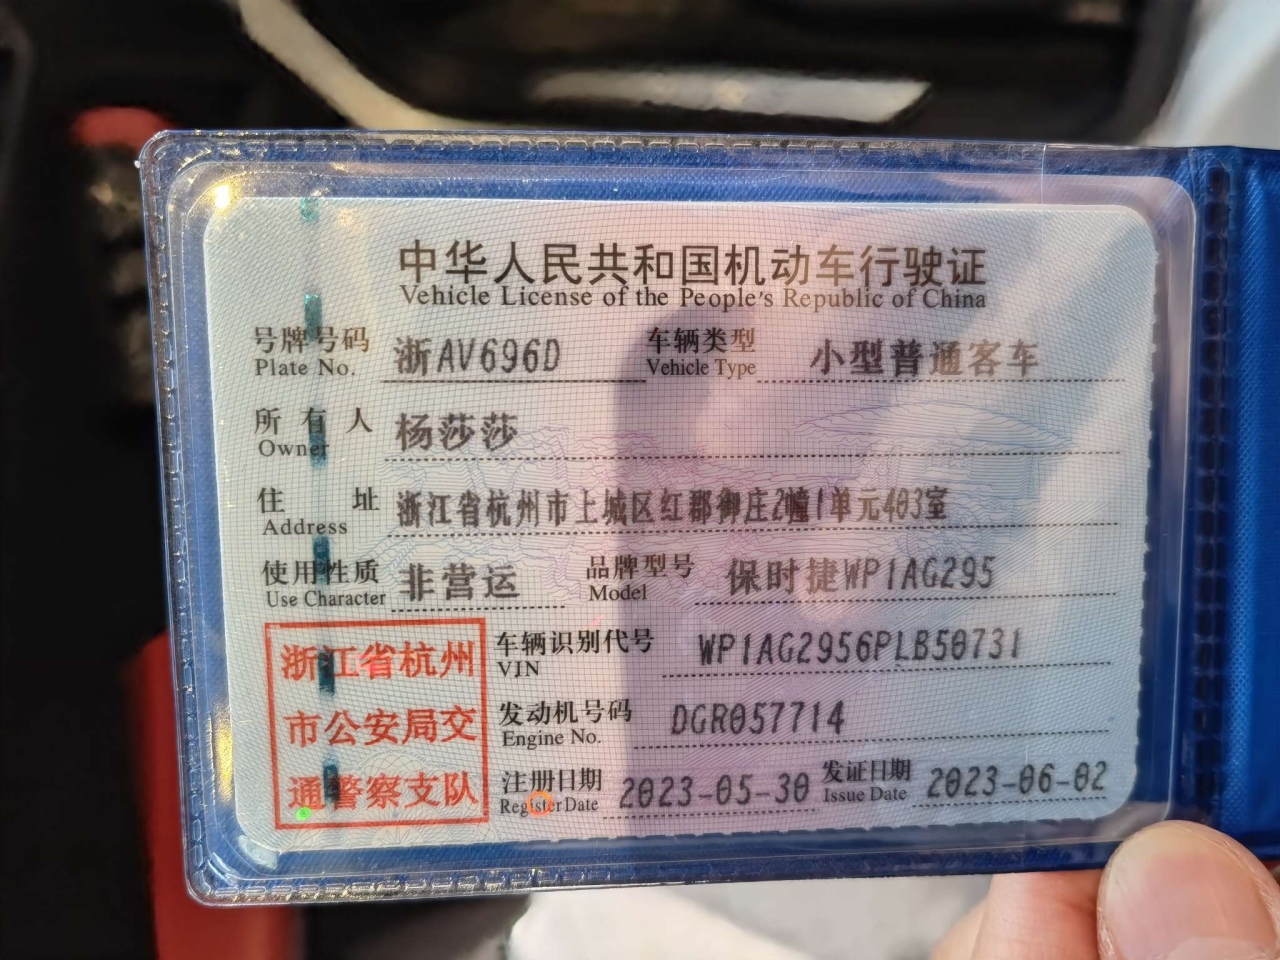 中华人民共和国机动车行驶证
Vehicle License of the People's Republic of China
号牌号码 浙AV696D 车辆类型 小型普通客车
Plate No. Vehicle Type
所有人 杨莎莎
Owner
住址 浙江省杭州市上城区红郡御庄2幢1单元403室
Address
使用性质 非营运 品牌型号 保时捷WP1AG295
Use Character Model
浙江省杭州 车辆识别代号 WP1AG2956PLB50731
VIN
市公安局交 发动机号码 DGR057714
Engine No.
通警察支队 注册日期 2023-05-30 发证日期 2023-06-02
Register Date Issue Date